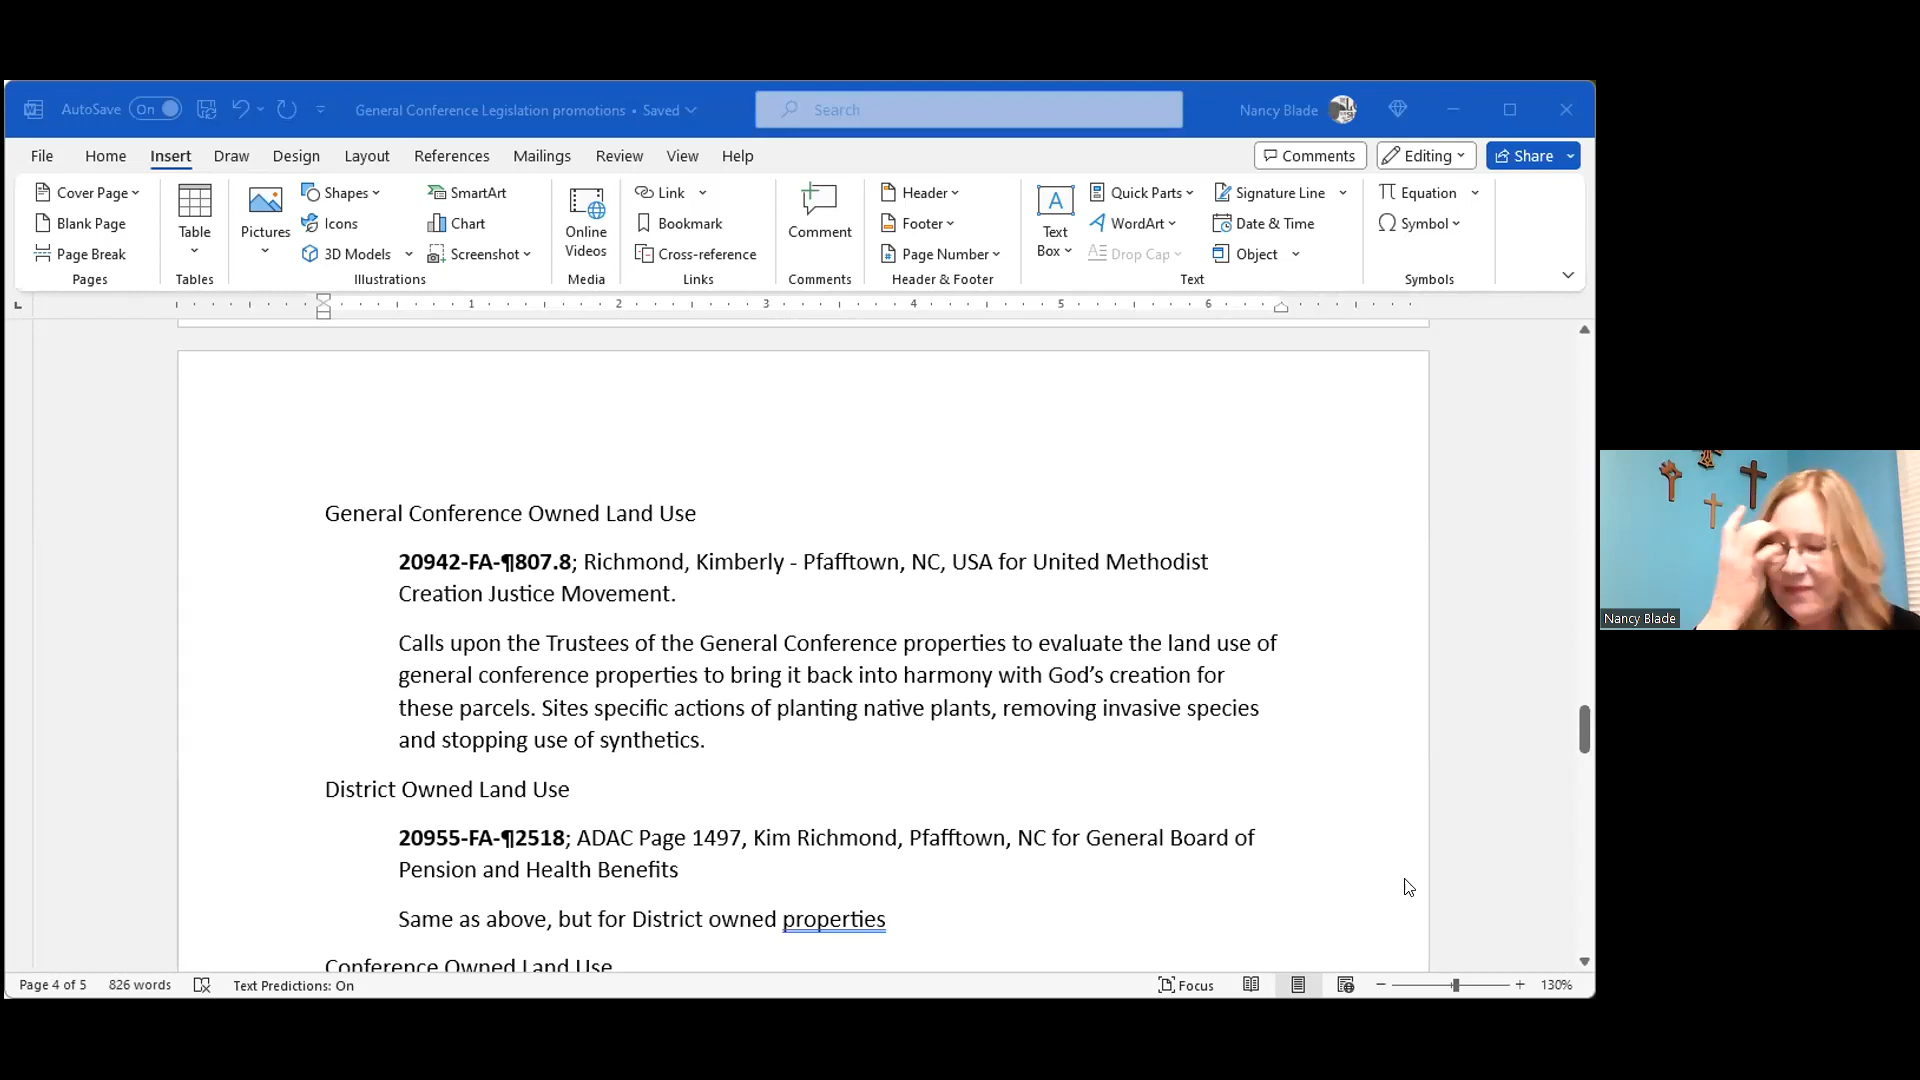 AutoSave On General Conference Legislation promotions • Saved Search Nancy Blade
File Home Insert Draw Design Layout References Mailings Review View Help Comments Editing Share
Cover Page
Blank Page
Page Break
Pages
Table
Tables
Pictures
Shapes
Icons
3D Models
SmartArt
Chart
Screenshot
Illustrations
Online
Videos
Media
Link
Bookmark
Cross-reference
Links
Comment
Comments
Header
Footer
Page Number
Header & Footer
Text
Box
Quick Parts
WordArt
Drop Cap
Signature Line
Date & Time
Object
Text
Equation
Symbol
Symbols
1 2 3 4 5 6
General Conference Owned Land Use
20942-FA-¶807.8; Richmond, Kimberly - Pfafftown, NC, USA for United Methodist
Creation Justice Movement.
Calls upon the Trustees of the General Conference properties to evaluate the land use of
general conference properties to bring it back into harmony with God’s creation for
these parcels. Sites specific actions of planting native plants, removing invasive species
and stopping use of synthetics.
District Owned Land Use
20955-FA-¶2518; ADAC Page 1497, Kim Richmond, Pfafftown, NC for General Board of
Pension and Health Benefits
Same as above, but for District owned properties
Conference Owned Land Use
Page 4 of 5 826 words Text Predictions: On Focus 130%
Nancy Blade